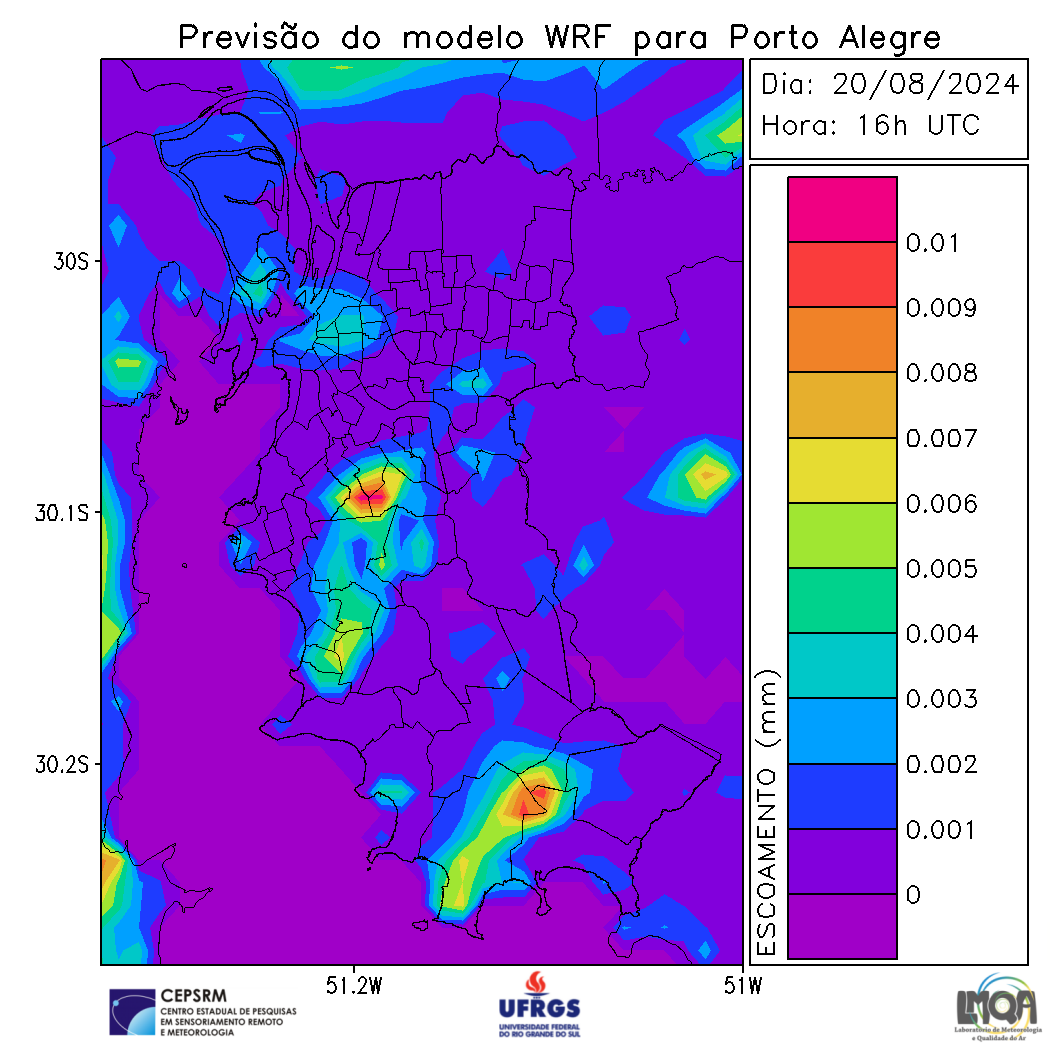 Previsão do modelo WRF para Porto Alegre
Dia: 20/08/2024
Hora: 16h UTC
30S
30.1S
30.2S
51.2W
51W
ESCOAMENTO (mm)
0.01
0.009
0.008
0.007
0.006
0.005
0.004
0.003
0.002
0.001
0
CEPSRM
CENTRO ESTADUAL DE PESQUISAS
EM SENSORIAMENTO REMOTO
E METEOROLOGIA
UFRGS
UNIVERSIDADE FEDERAL
DO RIO GRANDE DO SUL
LMQA
Laboratório de Meteorologia
e Qualidade do Ar